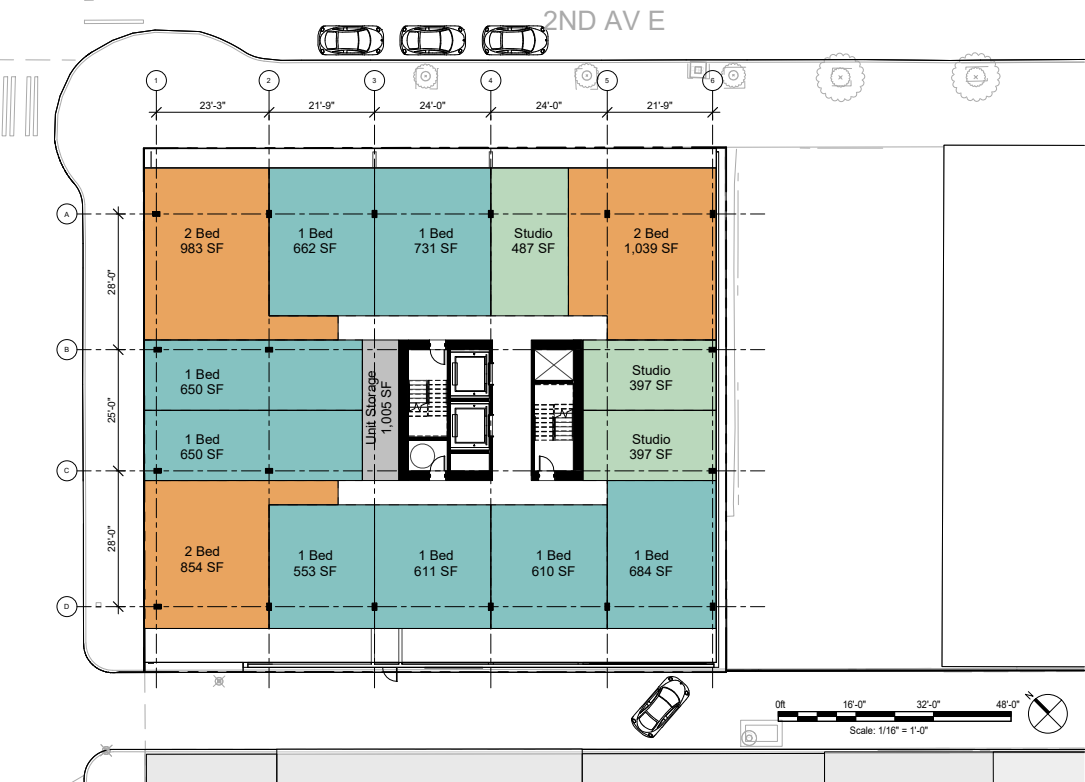 2ND AV E
1
2
3
4
5
6
23'-3"
21'-9"
24'-0"
24'-0"
21'-9"
A
28'-0"
B
25'-0"
C
28'-0"
D
2 Bed
983 SF
1 Bed
662 SF
1 Bed
731 SF
Studio
487 SF
2 Bed
1,039 SF
1 Bed
650 SF
Unit Storage
1,005 SF
Studio
397 SF
1 Bed
650 SF
Studio
397 SF
2 Bed
854 SF
1 Bed
553 SF
1 Bed
611 SF
1 Bed
610 SF
1 Bed
684 SF
0ft
16'-0"
32'-0"
48'-0"
Scale: 1/16" = 1'-0"
N